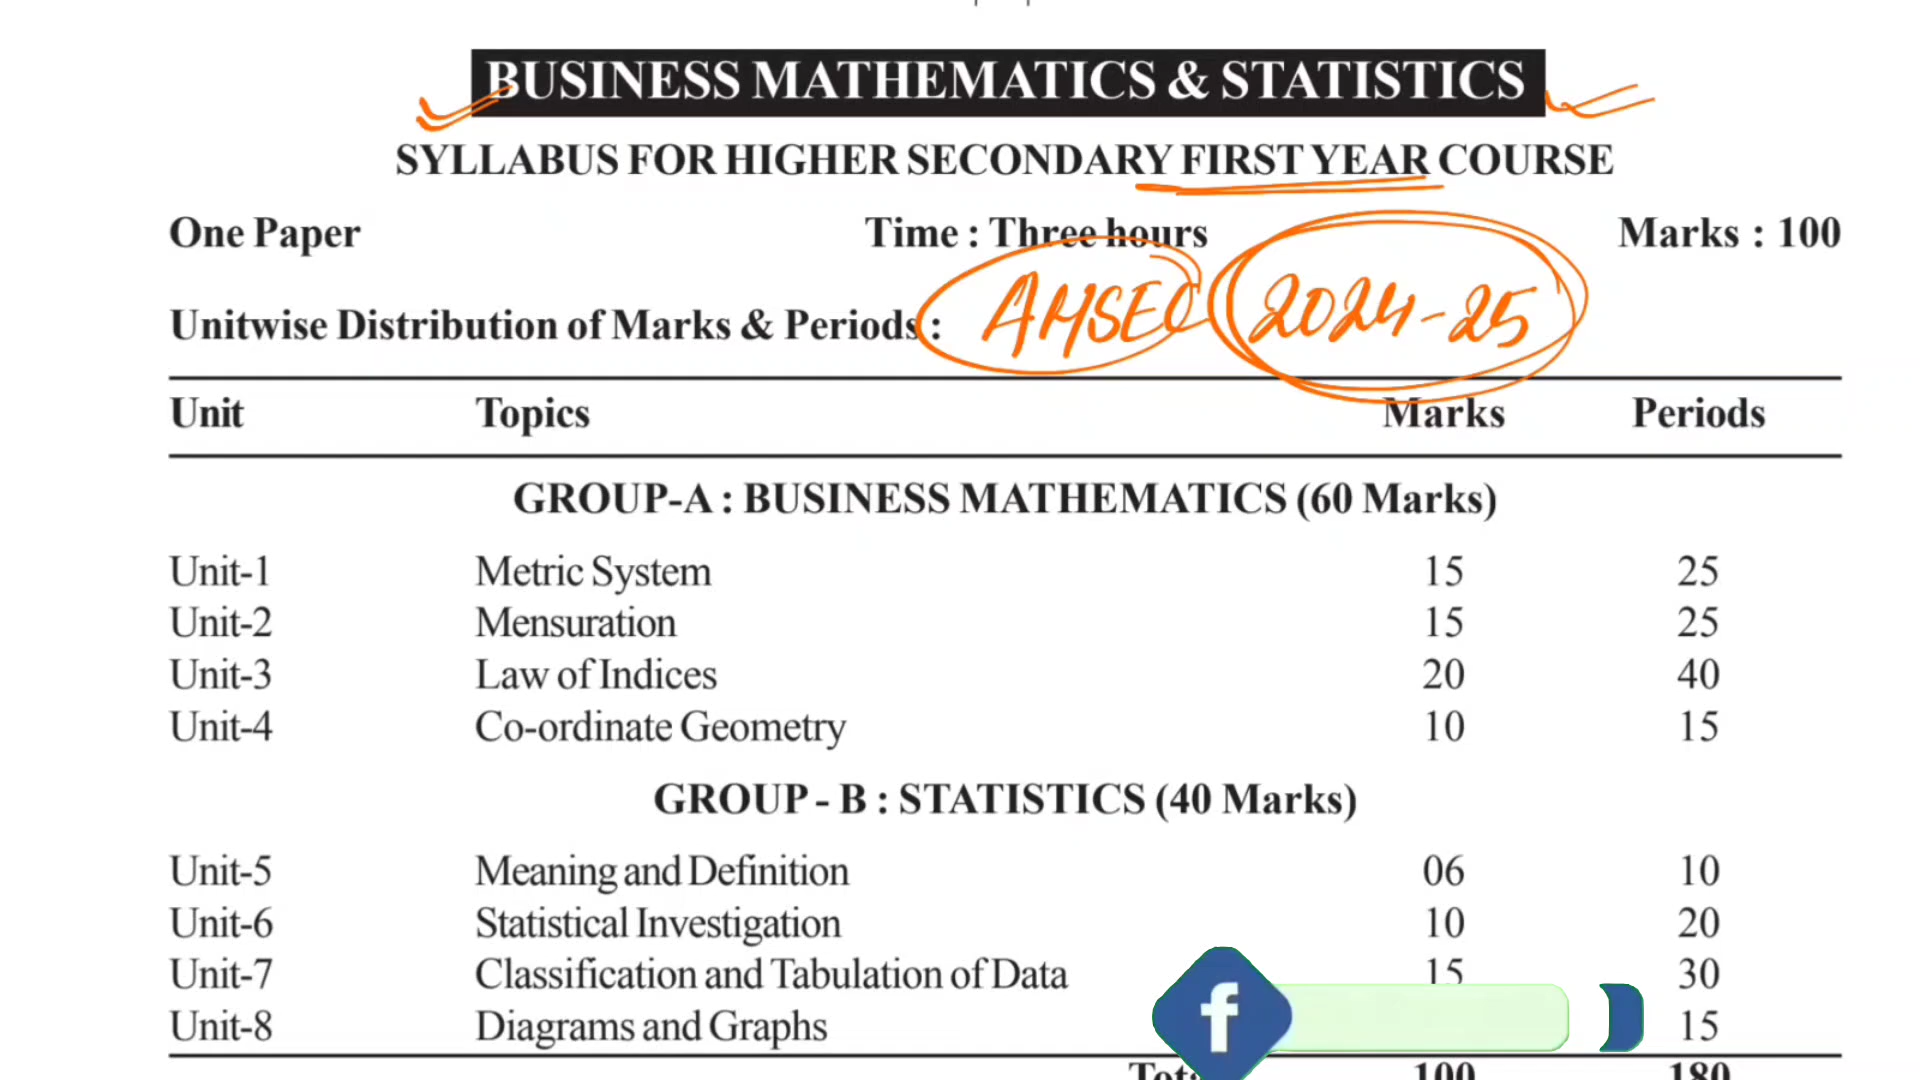 BUSINESS MATHEMATICS & STATISTICS
SYLLABUS FOR HIGHER SECONDARY FIRST YEAR COURSE
One Paper Time : Three hours Marks : 100
Unitwise Distribution of Marks & Periods : AHSEC 2024-25
Unit Topics Marks Periods
GROUP-A : BUSINESS MATHEMATICS (60 Marks)
Unit-1 Metric System 15 25
Unit-2 Mensuration 15 25
Unit-3 Law of Indices 20 40
Unit-4 Co-ordinate Geometry 10 15
GROUP - B : STATISTICS (40 Marks)
Unit-5 Meaning and Definition 06 10
Unit-6 Statistical Investigation 10 20
Unit-7 Classification and Tabulation of Data 15 30
Unit-8 Diagrams and Graphs 15
f
100 180